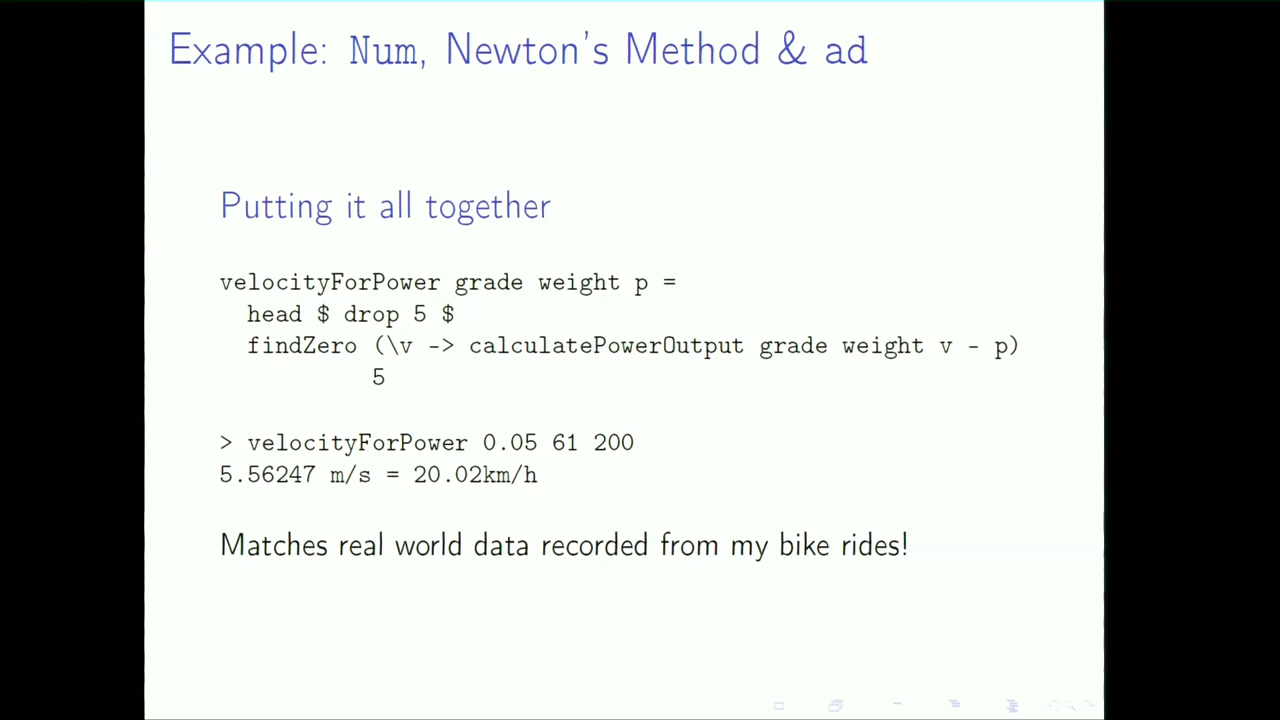 Example: Num, Newton's Method & ad
Putting it all together
velocityForPower grade weight p =
head $ drop 5 $
findZero (\v -> calculatePowerOutput grade weight v - p)
5
> velocityForPower 0.05 61 200
5.56247 m/s = 20.02km/h
Matches real world data recorded from my bike rides!